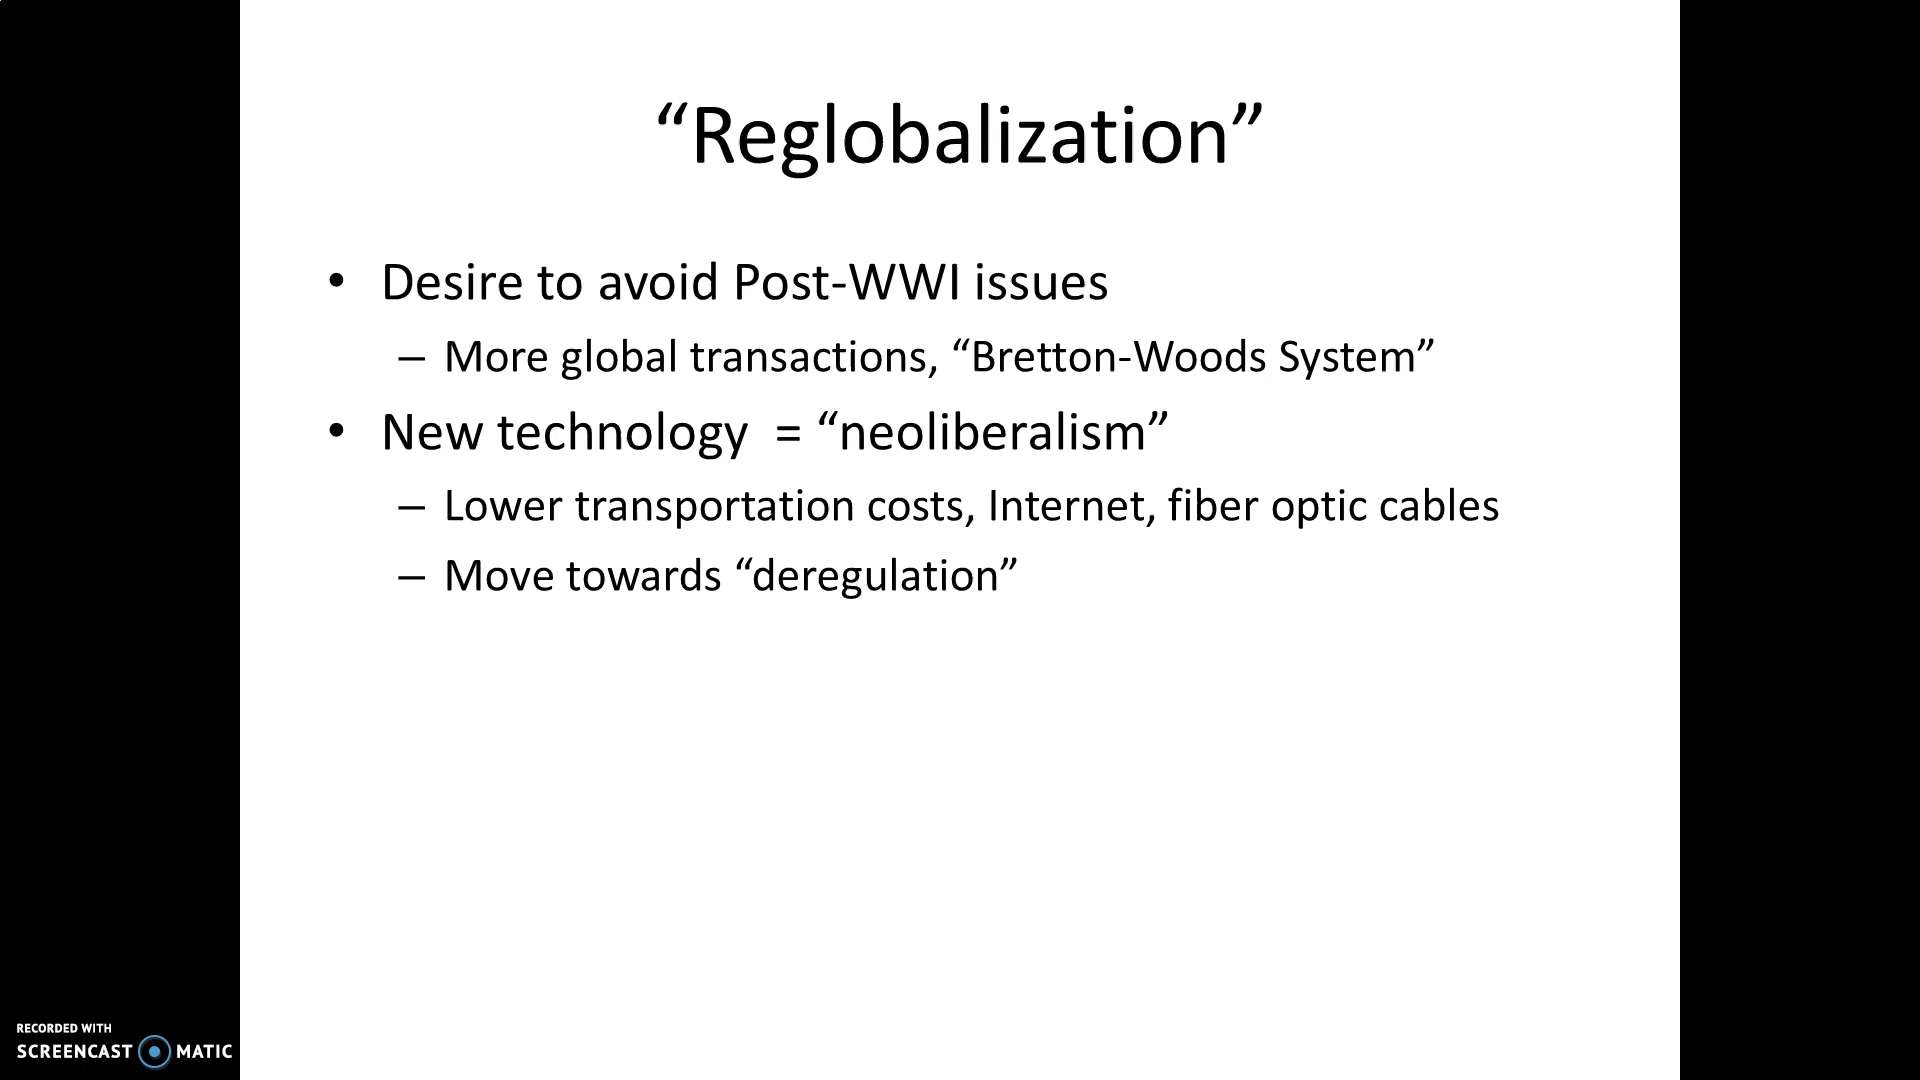 “Reglobalization”
• Desire to avoid Post-WWI issues
– More global transactions, “Bretton-Woods System”
• New technology  = “neoliberalism”
– Lower transportation costs, Internet, fiber optic cables
– Move towards “deregulation”
RECORDED WITH
SCREENCAST MATIC